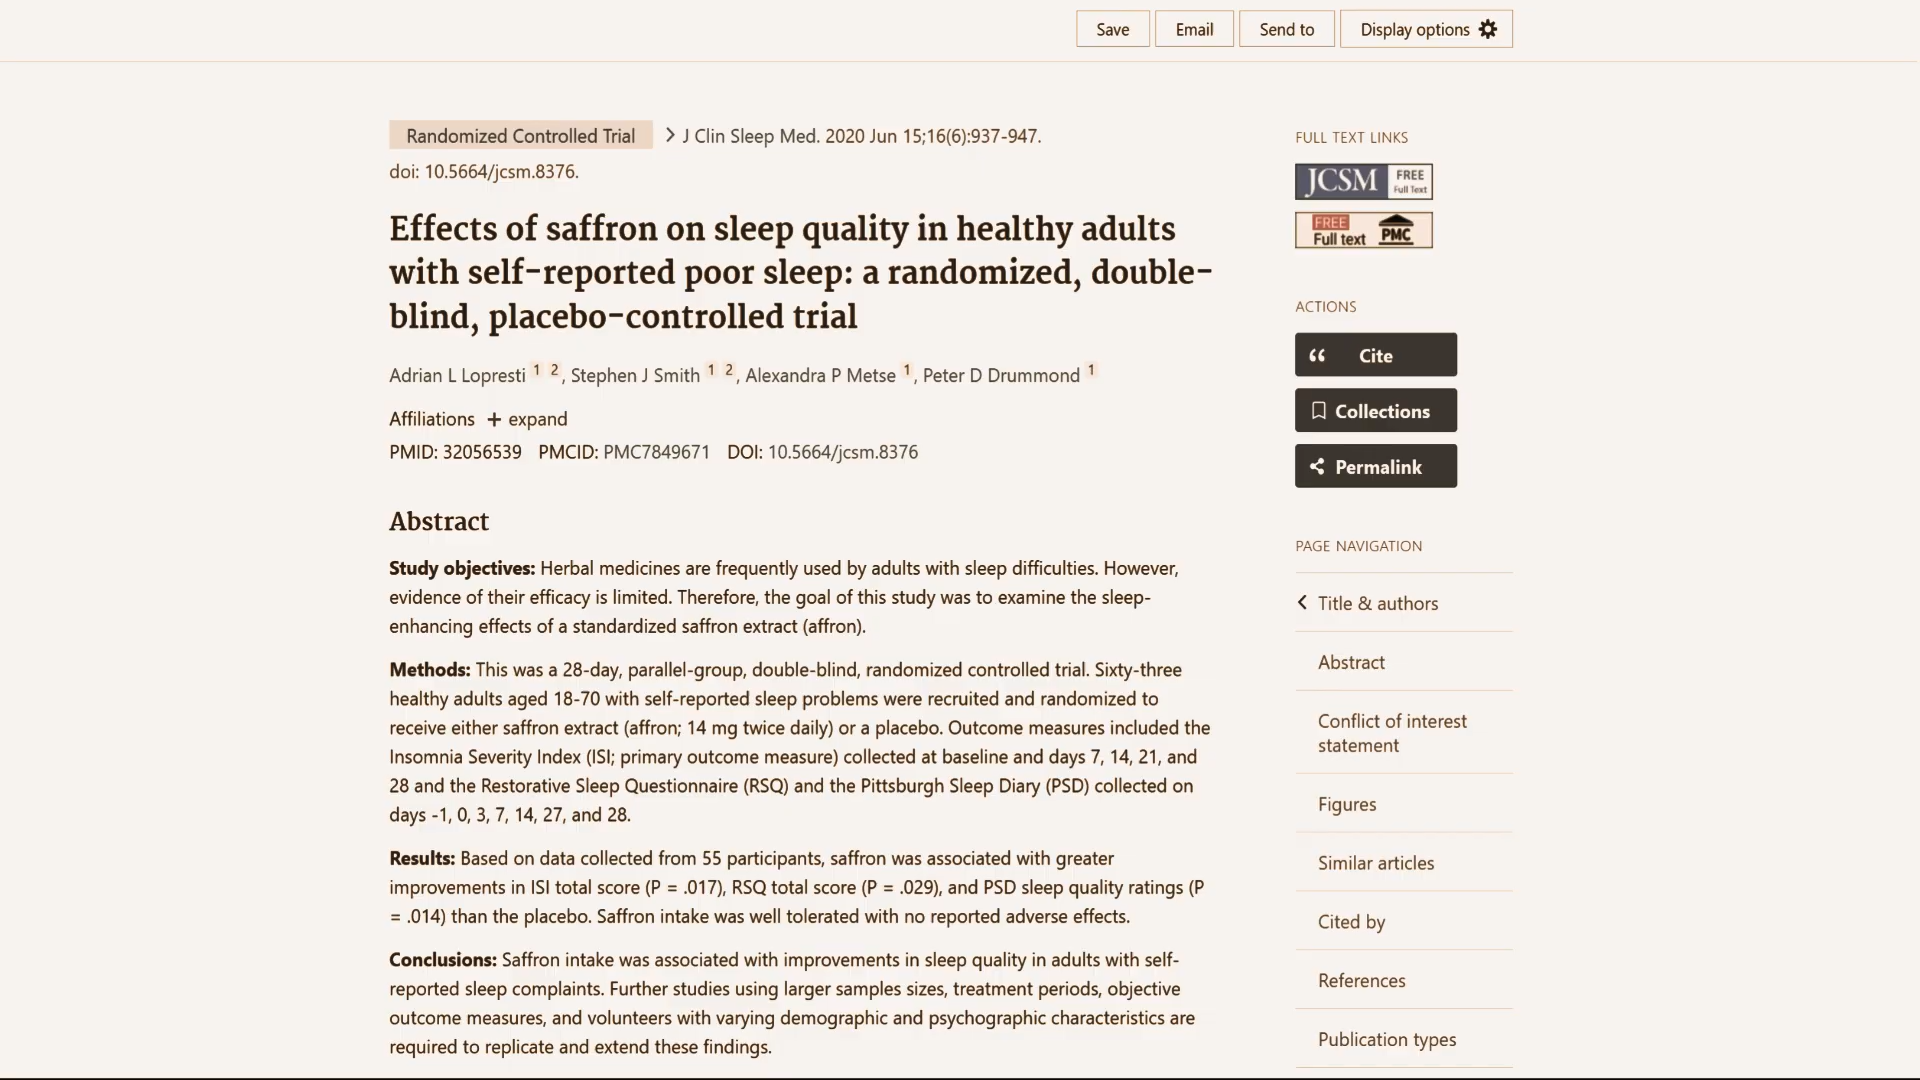 Save
Email
Send to
Display options
Randomized Controlled Trial
J Clin Sleep Med. 2020 Jun 15;16(6):937-947.
doi: 10.5664/jcsm.8376.
Effects of saffron on sleep quality in healthy adults
with self-reported poor sleep: a randomized, double-
blind, placebo-controlled trial
Adrian L Lopresti 1 2, Stephen J Smith 1 2, Alexandra P Metse 1, Peter D Drummond 1
Affiliations + expand
PMID: 32056539 PMCID: PMC7849671 DOI: 10.5664/jcsm.8376
Abstract
Study objectives: Herbal medicines are frequently used by adults with sleep difficulties. However,
evidence of their efficacy is limited. Therefore, the goal of this study was to examine the sleep-
enhancing effects of a standardized saffron extract (affron).
Methods: This was a 28-day, parallel-group, double-blind, randomized controlled trial. Sixty-three
healthy adults aged 18-70 with self-reported sleep problems were recruited and randomized to
receive either saffron extract (affron; 14 mg twice daily) or a placebo. Outcome measures included the
Insomnia Severity Index (ISI; primary outcome measure) collected at baseline and days 7, 14, 21, and
28 and the Restorative Sleep Questionnaire (RSQ) and the Pittsburgh Sleep Diary (PSD) collected on
days -1, 0, 3, 7, 14, 27, and 28.
Results: Based on data collected from 55 participants, saffron was associated with greater
improvements in ISI total score (P = .017), RSQ total score (P = .029), and PSD sleep quality ratings (P
= .014) than the placebo. Saffron intake was well tolerated with no reported adverse effects.
Conclusions: Saffron intake was associated with improvements in sleep quality in adults with self-
reported sleep complaints. Further studies using larger samples sizes, treatment periods, objective
outcome measures, and volunteers with varying demographic and psychographic characteristics are
required to replicate and extend these findings.
FULL TEXT LINKS
JCSM FREE
Full Text
FREE
Full text PMC
ACTIONS
Cite
Collections
Permalink
PAGE NAVIGATION
Title & authors
Abstract
Conflict of interest
statement
Figures
Similar articles
Cited by
References
Publication types